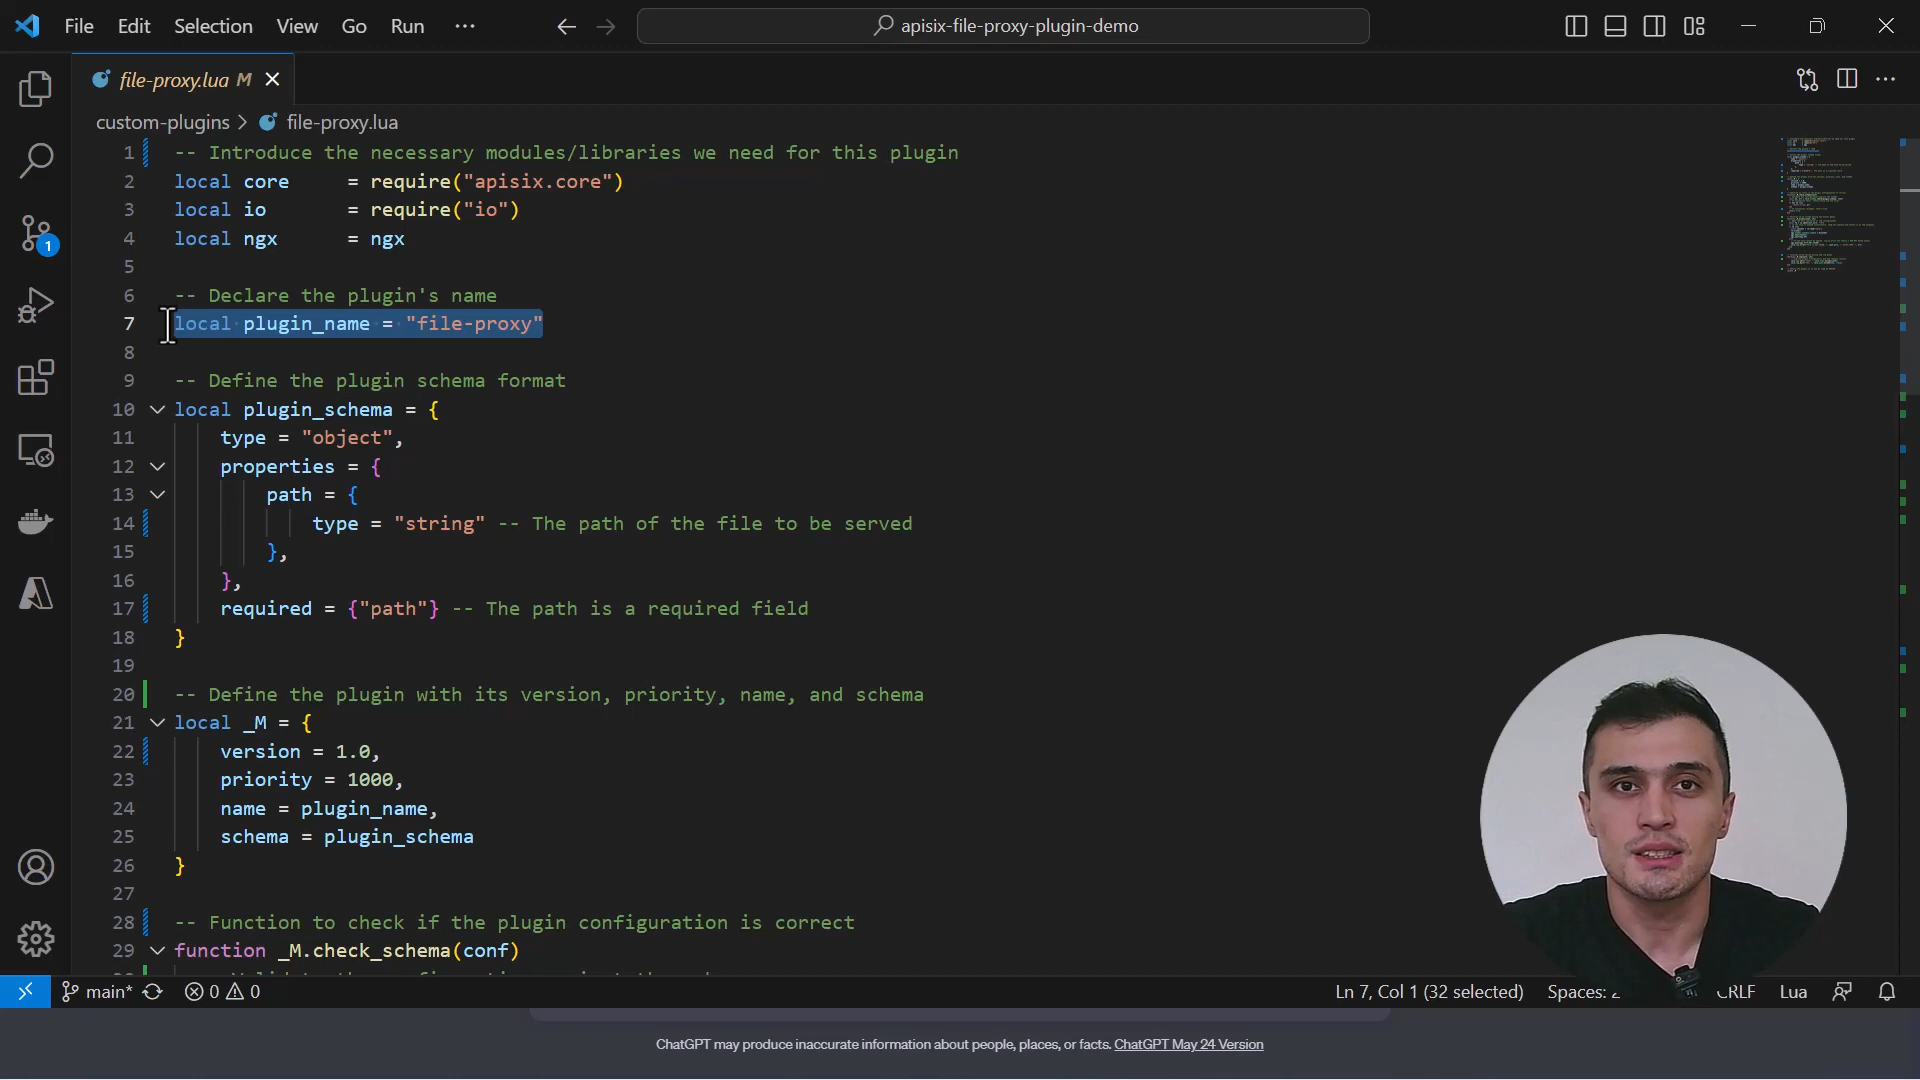 File Edit Selection View Go Run ···
apisix-file-proxy-plugin-demo
file-proxy.lua M
custom-plugins > file-proxy.lua
1 -- Introduce the necessary modules/libraries we need for this plugin
2 local core     = require("apisix.core")
3 local io       = require("io")
4 local ngx      = ngx
5
6 -- Declare the plugin's name
7 local plugin_name = "file-proxy"
8
9 -- Define the plugin schema format
10 local plugin_schema = {
11 type = "object",
12 properties = {
13 path = {
14 type = "string" -- The path of the file to be served
15 },
16 },
17 required = {"path"} -- The path is a required field
18 }
19
20 -- Define the plugin with its version, priority, name, and schema
21 local _M = {
22 version = 1.0,
23 priority = 1000,
24 name = plugin_name,
25 schema = plugin_schema
26 }
27
28 -- Function to check if the plugin configuration is correct
29 function _M.check_schema(conf)
1
main* 0 0 Ln 7, Col 1 (32 selected) Spaces: CRLF Lua
ChatGPT may produce inaccurate information about people, places, or facts. ChatGPT May 24 Version